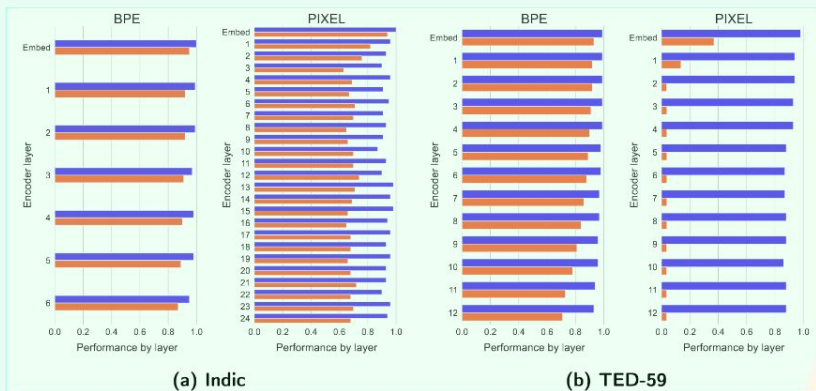 BPE
PIXEL
BPE
PIXEL
Encoder layer
Embed
1
2
3
4
5
6
0.0 0.2 0.4 0.6 0.8 1.0
Performance by layer
Encoder layer
Embed
1
2
3
4
5
6
7
8
9
10
11
12
13
14
15
16
17
18
19
20
21
22
23
24
0.0 0.2 0.4 0.6 0.8 1.0
Performance by layer
(a) Indic
Encoder layer
Embed
1
2
3
4
5
6
7
8
9
10
11
12
0.0 0.2 0.4 0.6 0.8 1.0
Performance by layer
Encoder layer
Embed
1
2
3
4
5
6
7
8
9
10
11
12
0.0 0.2 0.4 0.6 0.8 1.0
Performance by layer
(b) TED-59